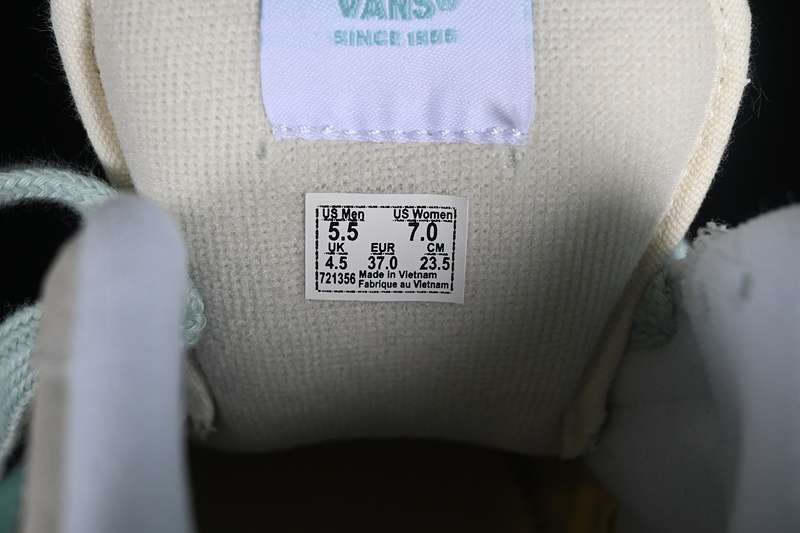 VANS
SINCE 1966
US Men US Women
5.5 7.0
UK EUR CM
4.5 37.0 23.5
721356 Made in Vietnam
Fabrique au Vietnam